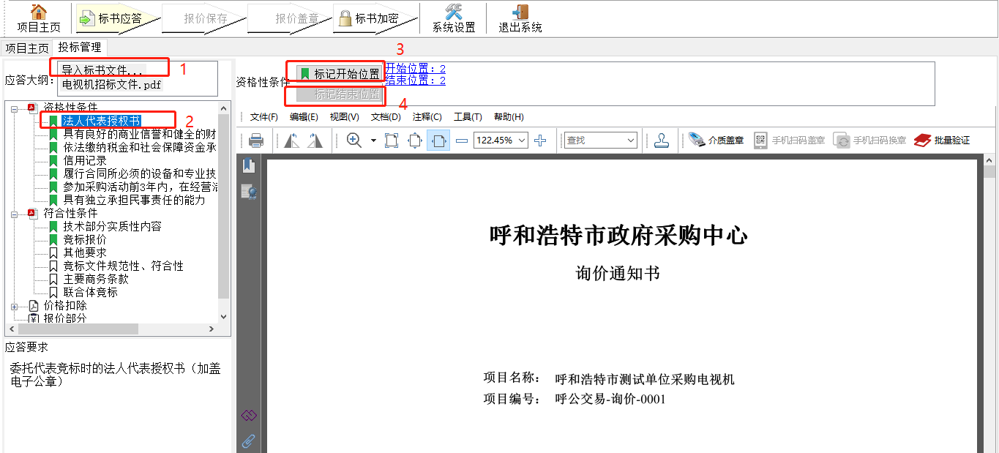 项目主页
标书应答
报价保存
报价盖章
标书加密
系统设置
退出系统
项目主页
投标管理
应答大纲:
导入标书文件...
1
电视机招标文件.pdf
资格性条件
法人代表授权书
2
具有良好的商业信誉和健全的财
依法缴纳税金和社会保障资金承
信用记录
履行合同所必须的设备和专业技
参加采购活动前3年内，在经营活
具有独立承担民事责任的能力
符合性条件
技术部分实质性内容
竞标报价
其他要求
竞标文件规范性、符合性
主要商务条款
联合体竞标
价格扣除
报价部分
应答要求
委托代表竞标时的法人代表授权书（加盖
电子公章）
3
资格性条件
标记开始位置
开始位置：2
结束位置：2
标记结束位置
4
文件(F) 编辑(E) 视图(V) 文档(D) 注释(C) 工具(T) 帮助(H)
122.45%
查找
介质盖章
手机扫码盖章
手机扫码换章
批量验证
呼和浩特市政府采购中心
询价通知书
项目名称： 呼和浩特市测试单位采购电视机
项目编号： 呼公交易-询价-0001